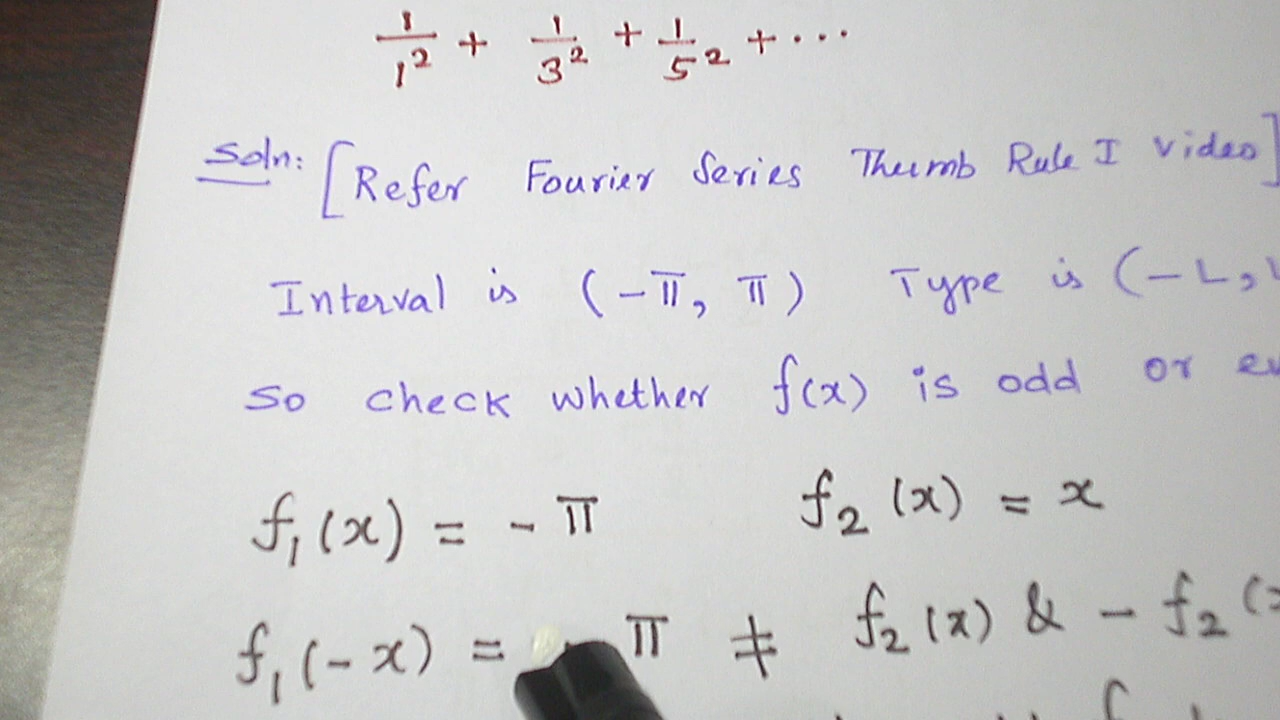 1/1² + 1/3² + 1/5² + ...
Soln: [Refer Fourier Series Thumb Rule I video]
Interval is (-π, π) Type is (-L,
So check whether f(x) is odd or
f₁(x) = -π f₂(x) = x
f₁(-x) = - π ≠ f₂(x) & - f₂(x